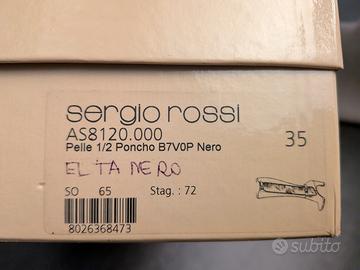 sergio rossi
AS8120.000
Pelle 1/2 Poncho B7V0P Nero
35
EL TA NERO
SO 65 Stag. : 72
8026368473
subito